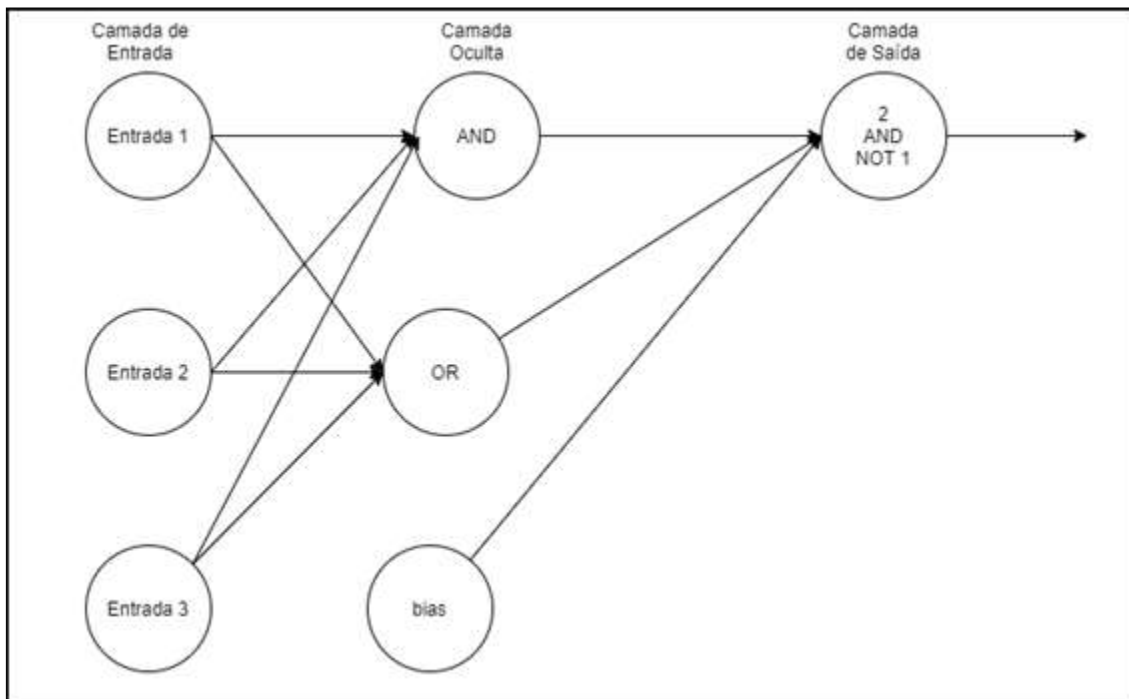 Camada de
Entrada
Camada
Oculta
Camada
de Saída
Entrada 1
AND
2
AND
NOT 1
Entrada 2
OR
Entrada 3
bias